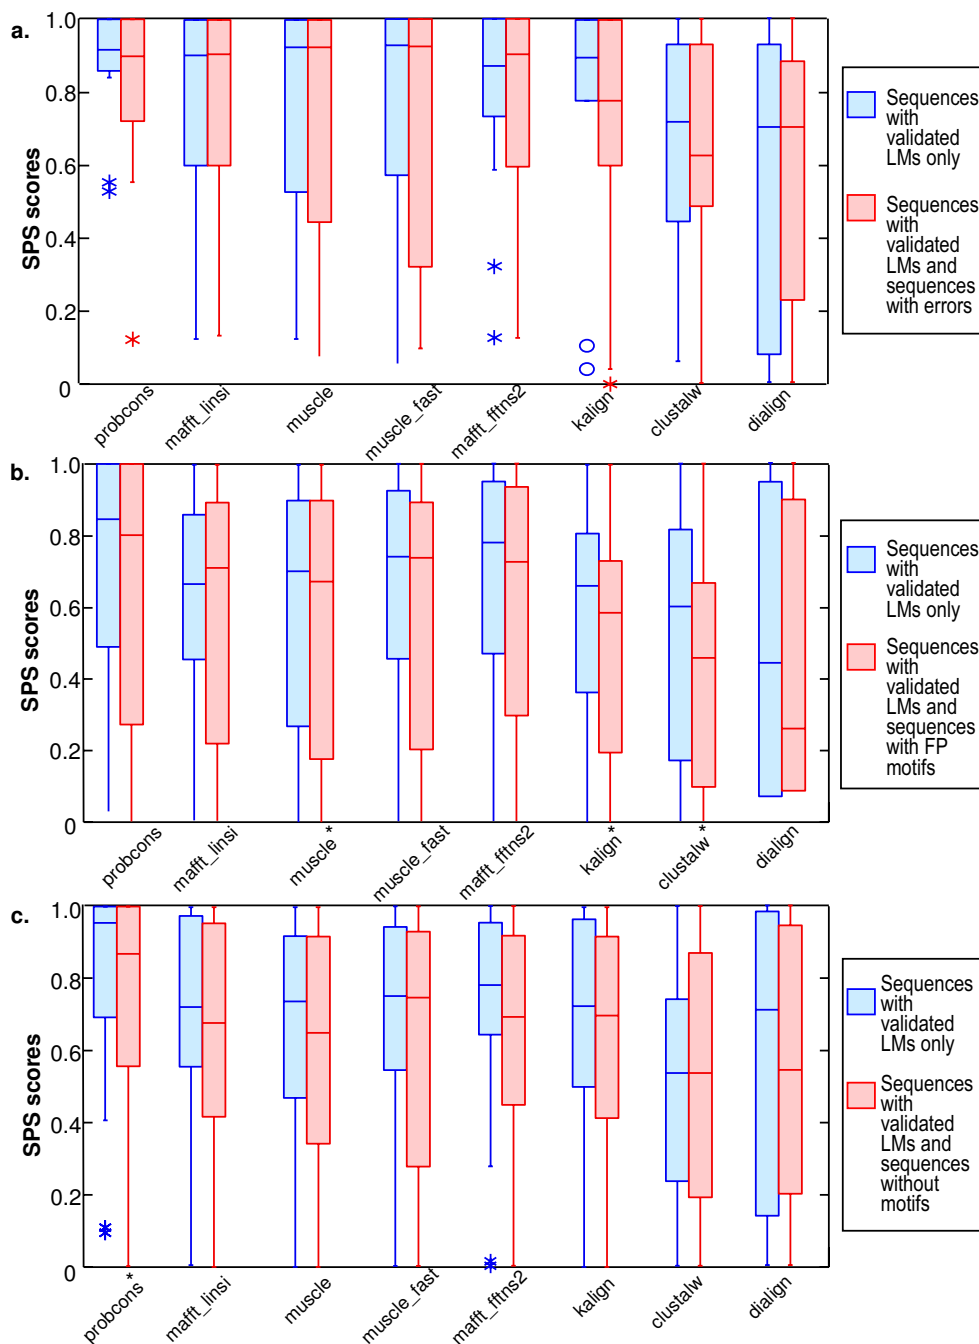 a.
SPS scores
1.0
0.8
0.6
0.4
0.2
0
probcons
mafft_linsi
muscle
muscle_fast
mafft_fftns2
kalign
clustalw
dialign
Sequences
with
validated
LMs only
Sequences
with
validated
LMs and
sequences
with errors
b.
SPS scores
1.0
0.8
0.6
0.4
0.2
0
probcons
mafft_linsi
muscle*
muscle_fast
mafft_fftns2
kalign*
clustalw*
dialign
Sequences
with
validated
LMs only
Sequences
with
validated
LMs and
sequences
with FP
motifs
c.
SPS scores
1.0
0.8
0.6
0.4
0.2
0
probcons*
mafft_linsi
muscle
muscle_fast
mafft_fftns2
kalign
clustalw
dialign
Sequences
with
validated
LMs only
Sequences
with
validated
LMs and
sequences
without
motifs